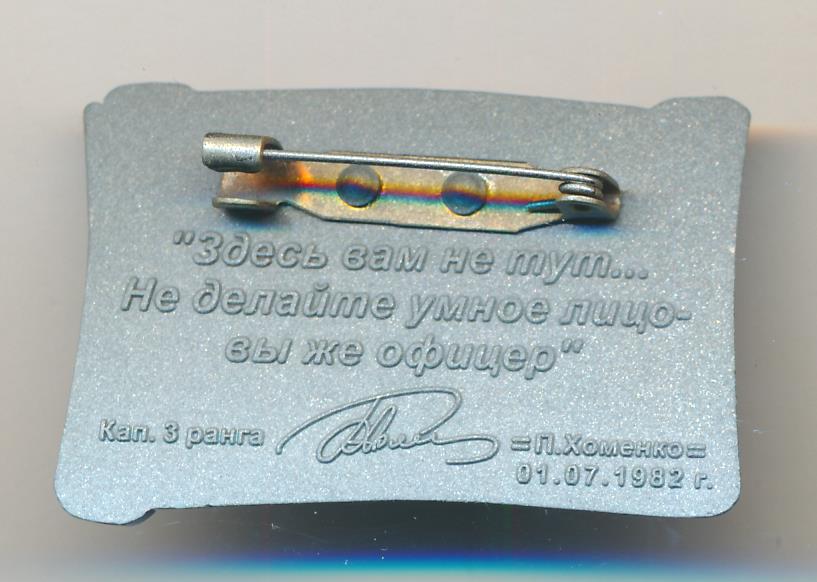 "Здесь вам не тут...
Не делайте умное лицо-
вы же офицер"
Кап. 3 ранга =П.Хоменко=
01.07.1982 г.